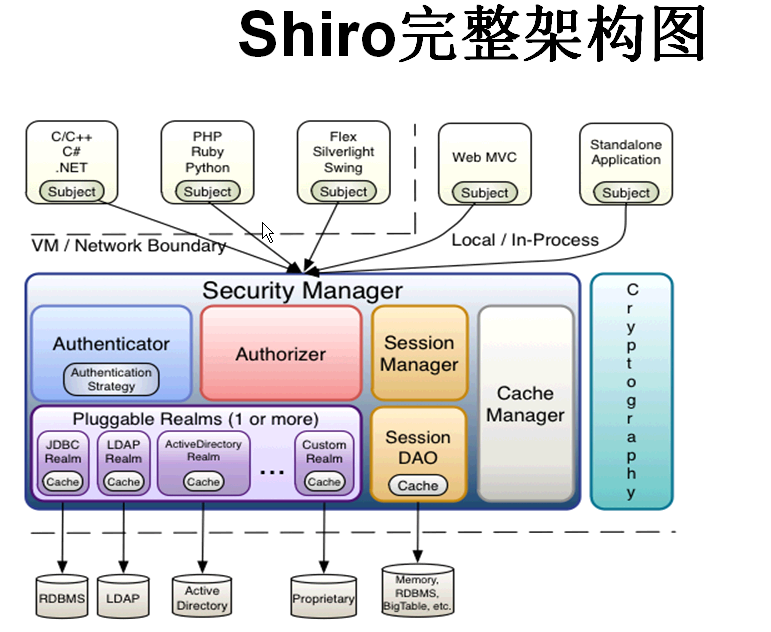 Shiro完整架构图
C/C++
C#
.NET
Subject
PHP
Ruby
Python
Subject
Flex
Silverlight
Swing
Subject
Web MVC
Subject
Standalone
Application
Subject
VM / Network Boundary
Local / In-Process
Security Manager
Authenticator
Authentication
Strategy
Authorizer
Session
Manager
Cache
Manager
Cryptography
Pluggable Realms (1 or more)
JDBC
Realm
Cache
LDAP
Realm
Cache
ActiveDirectory
Realm
Cache
...
Custom
Realm
Cache
Session
DAO
Cache
RDBMS
LDAP
Active
Directory
Proprietary
Memory,
RDBMS,
BigTable, etc.